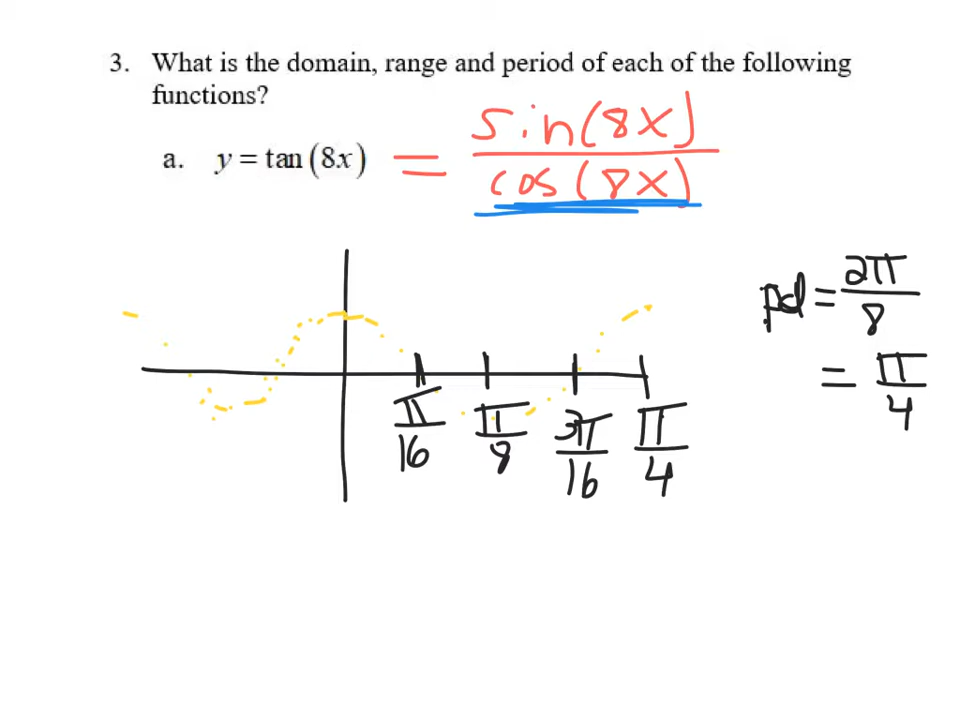 3. What is the domain, range and period of each of the following
functions?
a. y = tan (8x) = sin(8x)/cos(8x)
pd = 2π/8
= π/4
π/16 π/8 3π/16 π/4